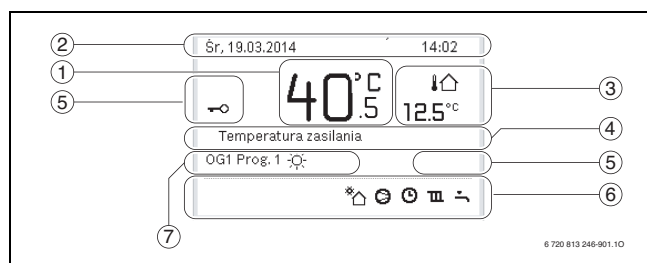 ② Śr, 19.03.2014 14:02
① 40.5 °C
③ 12.5°C
⑤
④ Temperatura zasilania
⑦ OG1 Prog. 1
⑤
⑥
6 720 813 246-901.1O